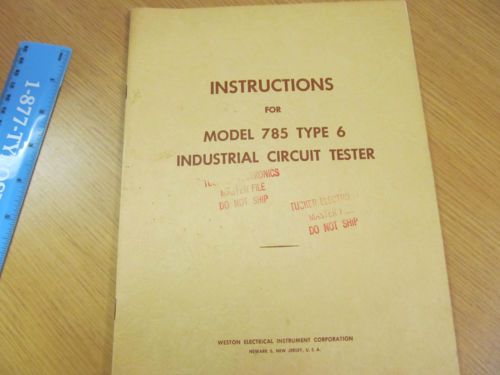 INSTRUCTIONS
FOR
MODEL 785 TYPE 6
INDUSTRIAL CIRCUIT TESTER
MASTER FILE
DO NOT SHIP
TUCKER ELECTRO
MASTER
DO NOT SHIP
WESTON ELECTRICAL INSTRUMENT CORPORATION
NEWARK 5, NEW JERSEY, U. S. A.
1-877-TY